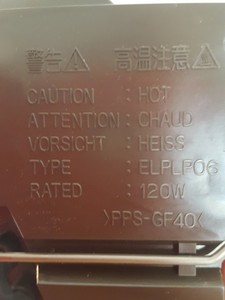 警告⚠ 高温注意⚠
CAUTION : HOT
ATTENTION : CHAUD
VORSICHT : HEISS
TYPE : ELPLP06
RATED : 120W
>PPS-GF40<